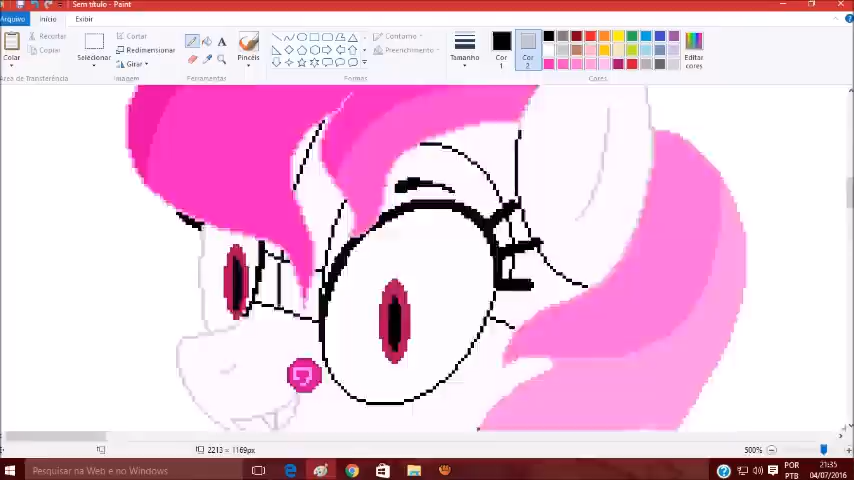 Sem título - Paint
Arquivo Início Exibir
Colar
Recortar
Copiar
Área de Transferência
Selecionar
Cortar
Redimensionar
Girar
Imagem
A
Ferramentas
Pincéis
Contorno
Preenchimento
Formas
Tamanho
Cor
1
Cor
2
Cores
Editar
cores
2213 × 1169px
500%
Pesquisar na Web e no Windows
POR
PTB
21:35
04/07/2016